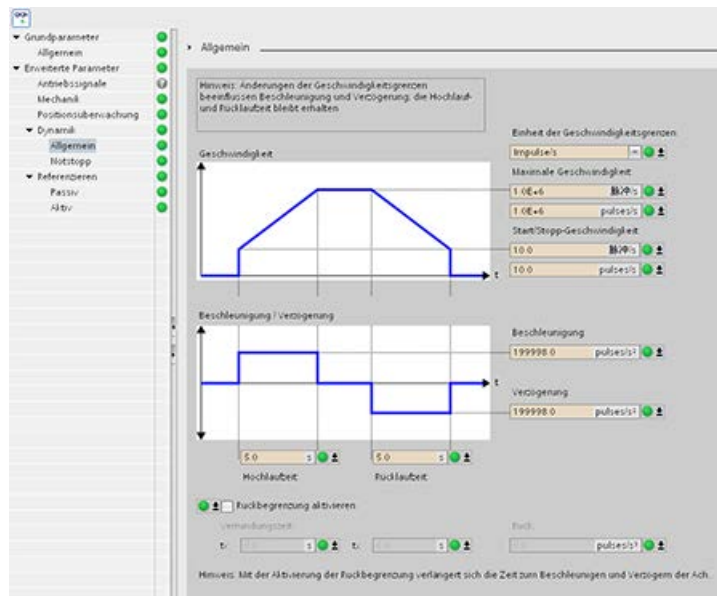 Grundparameter
Allgemein
Erweiterte Parameter
Antriebssignale
Mechanik
Positionsüberwachung
Dynamik
Allgemein
Notstopp
Referenzieren
Passiv
Aktiv
Allgemein
Hinweis: Änderungen der Geschwindigkeitsgrenzen
beeinflussen Beschleunigung und Verzögerung; die Hochlauf-
und Rücklaufzeit bleibt erhalten
Einheit der Geschwindigkeitsgrenzen:
Impulse/s
Geschwindigkeit
Maximale Geschwindigkeit:
1.0E+6 脉冲/s
1.0E+6 pulses/s
Start/Stopp-Geschwindigkeit:
10.0 脉冲/s
10.0 pulses/s
t
Beschleunigung / Verzögerung
Beschleunigung:
199998.0 pulses/s²
t
Verzögerung:
199998.0 pulses/s²
5.0 s
5.0 s
Hochlaufzeit:
Rücklaufzeit:
Ruckbegrenzung aktivieren
Verrundungszeit:
Ruck:
s
s
pulses/s³
Hinweis: Mit der Aktivierung der Ruckbegrenzung verlängert sich die Zeit zum Beschleunigen und Verzögern der Ach...